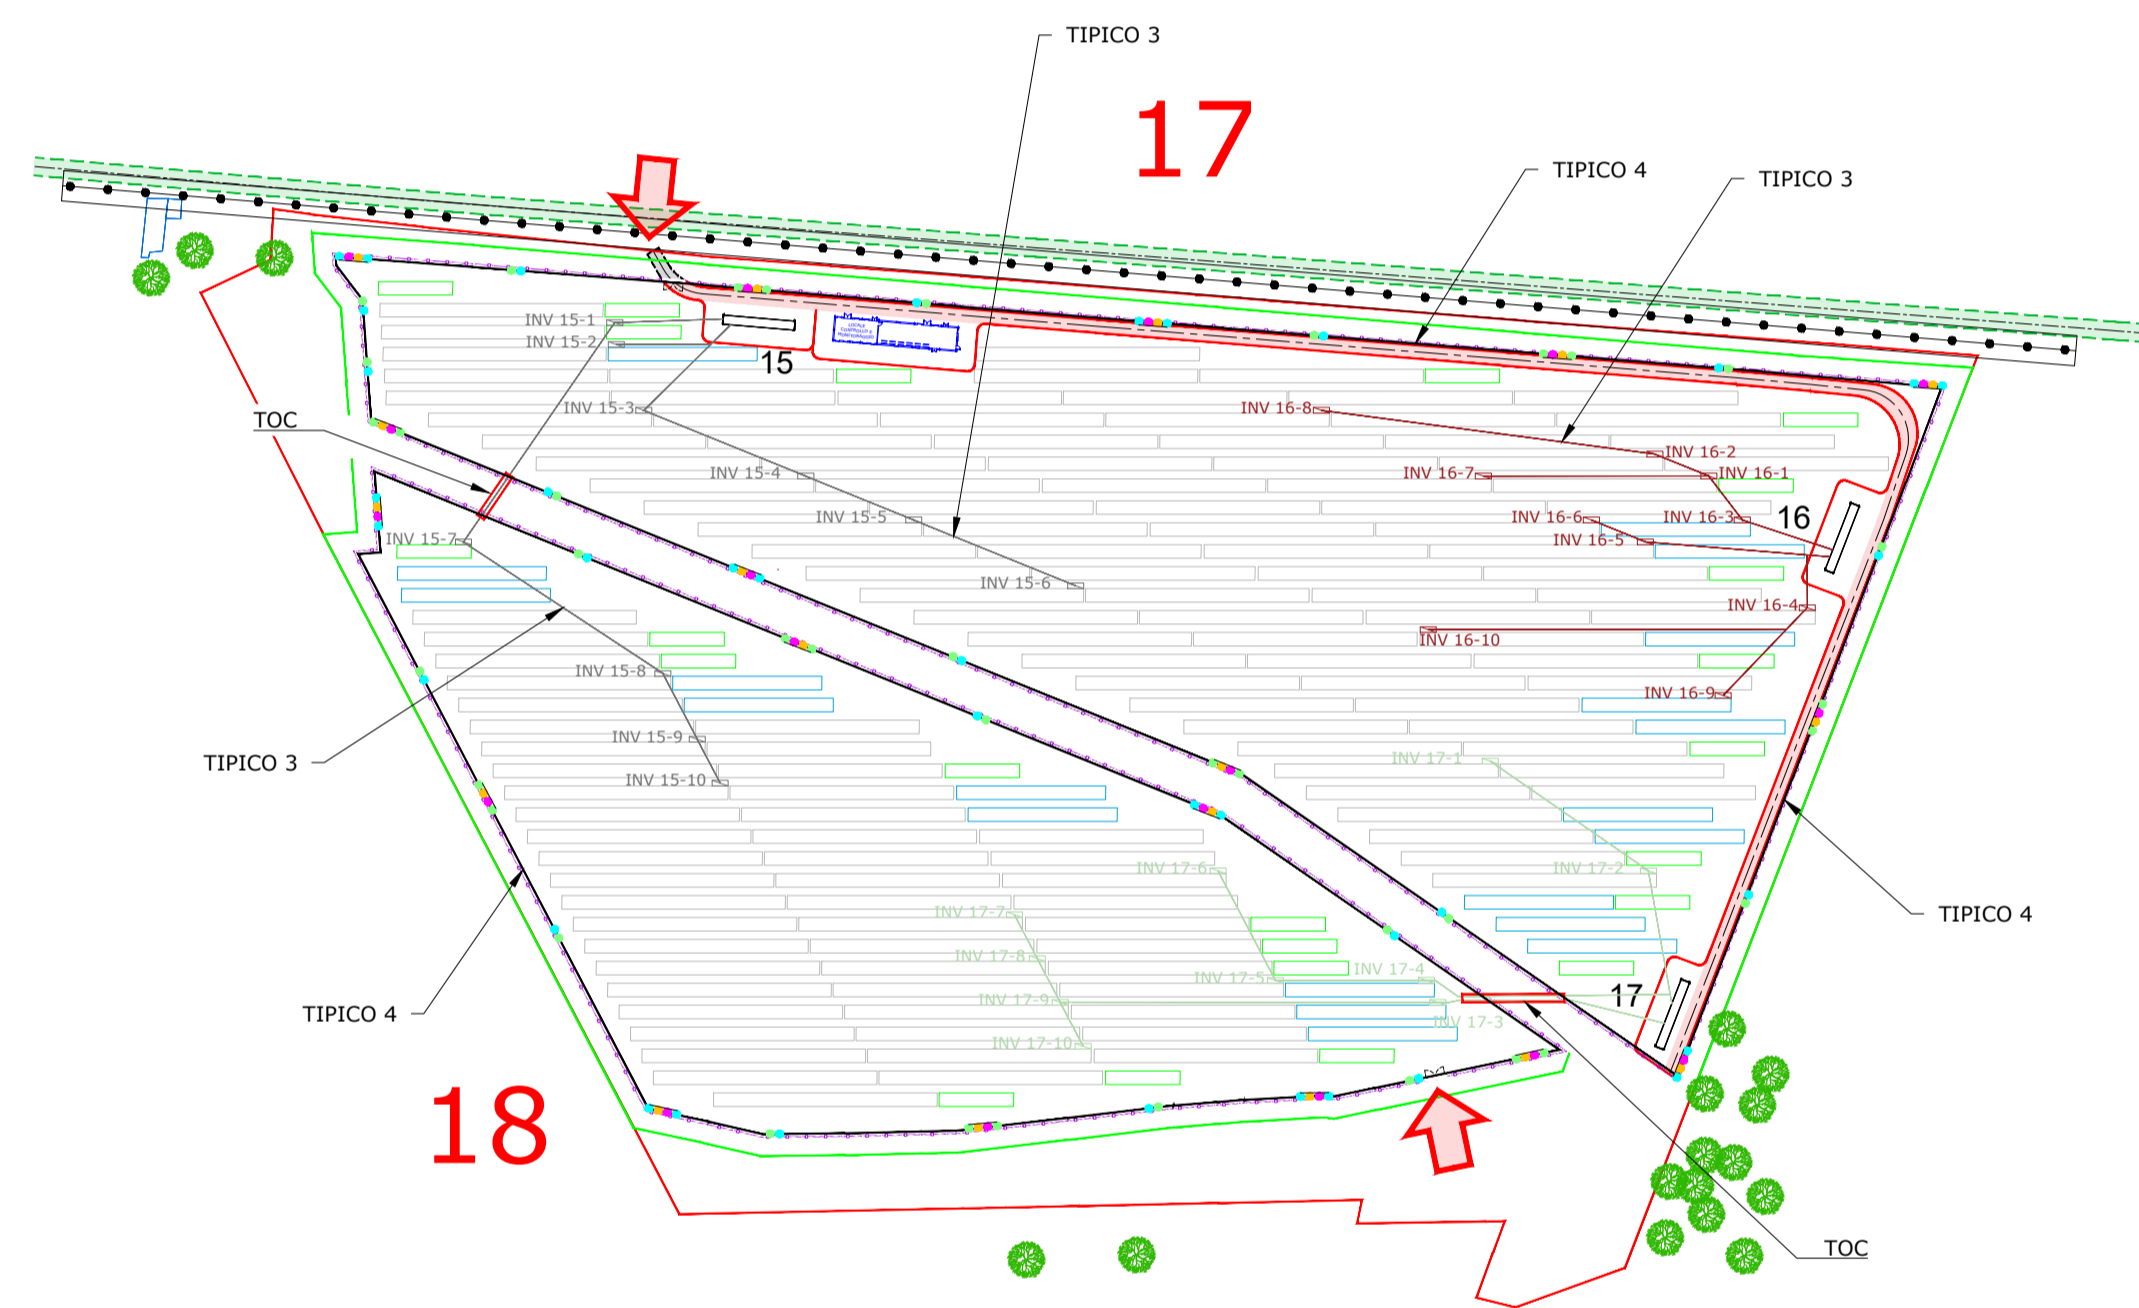 TIPICO 3
17
TIPICO 4
TIPICO 3
INV 15-1
INV 15-2
15
LOCALE
CONTROLLO E
INV 15-3
INV 16-8
TOC
INV 16-2
INV 15-4
INV 16-7
INV 16-1
INV 15-5
INV 16-6
INV 16-3
16
INV 15-7
INV 16-5
INV 15-6
INV 16-4
INV 16-10
INV 15-8
INV 16-9
INV 15-9
TIPICO 3
INV 17-1
INV 15-10
INV 17-6
INV 17-2
INV 17-7
TIPICO 4
INV 17-8
INV 17-5
INV 17-4
INV 17-9
17
TIPICO 4
INV 17-3
INV 17-10
18
TOC